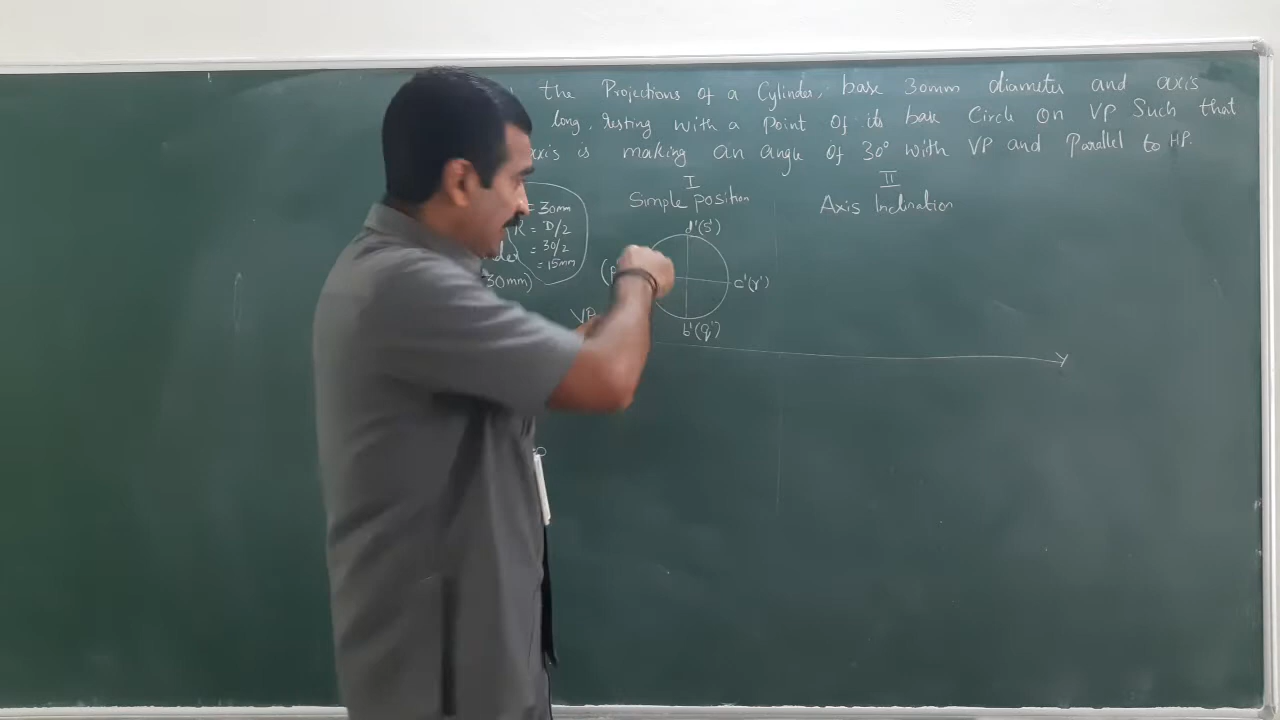 the Projections of a Cylinder, base 30mm diameter and axis
long, resting with a Point Of its base Circle On VP Such that
axis is making an angle Of 30° with VP and Parallel to HP.
I
Simple position
II
Axis Inclination
= 30mm
R = D/2
= 30/2
= 15mm
30mm)
d'(s')
(p'
c'(r')
VP
b'(q')
Y